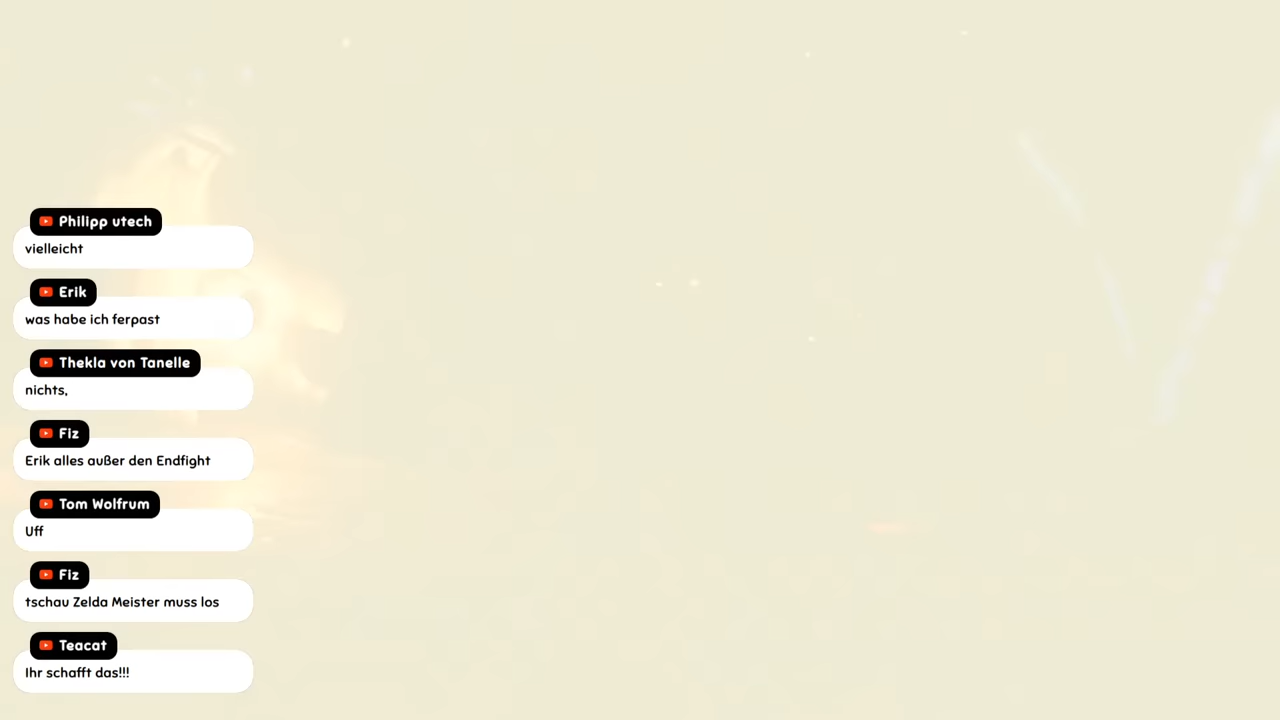 Philipp utech
vielleicht
Erik
was habe ich ferpast
Thekla von Tanelle
nichts,
Fiz
Erik alles außer den Endfight
Tom Wolfrum
Uff
Fiz
tschau Zelda Meister muss los
Teacat
Ihr schafft das!!!